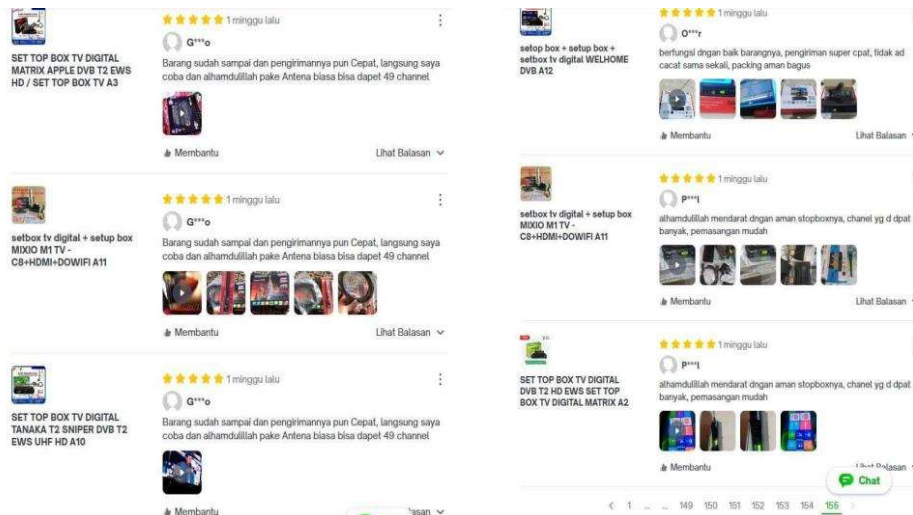 1 minggu lalu
G***o
SET TOP BOX TV DIGITAL
MATRIX APPLE DVB T2 EWS
HD / SET TOP BOX TV A3
Barang sudah sampai dan pengirimannya pun Cepat, langsung saya
coba dan alhamdulillah pake Antena biasa bisa dapet 49 channel
Membantu
Lihat Balasan
1 minggu lalu
G***o
setbox tv digital + setup box
MIXIO M1 TV -
C8+HDMI+DOWIFI A11
Barang sudah sampai dan pengirimannya pun Cepat, langsung saya
coba dan alhamdulillah pake Antena biasa bisa dapet 49 channel
Membantu
Lihat Balasan
1 minggu lalu
G***o
SET TOP BOX TV DIGITAL
TANAKA T2 SNIPER DVB T2
EWS UHF HD A10
Barang sudah sampai dan pengirimannya pun Cepat, langsung saya
coba dan alhamdulillah pake Antena biasa bisa dapet 49 channel
Membantu
1 minggu lalu
O***r
setop box + setup box +
setbox tv digital WELHOME
DVB A12
berfungsi dngan baik barangnya, pengiriman super cpat, tidak ad
cacat sama sekali, packing aman bagus
Membantu
Lihat Balasan
1 minggu lalu
P***l
setbox tv digital + setup box
MIXIO M1 TV -
C8+HDMI+DOWIFI A11
alhamdulillah mendarat dngan aman stopboxnya, chanel yg d dpat
banyak, pemasangan mudah
Membantu
Lihat Balasan
1 minggu lalu
P***l
SET TOP BOX TV DIGITAL
DVB T2 HD EWS SET TOP
BOX TV DIGITAL MATRIX A2
alhamdulillah mendarat dngan aman stopboxnya, chanel yg d dpat
banyak, pemasangan mudah
Membantu
Chat
1 ... ... 149 150 151 152 153 154 155